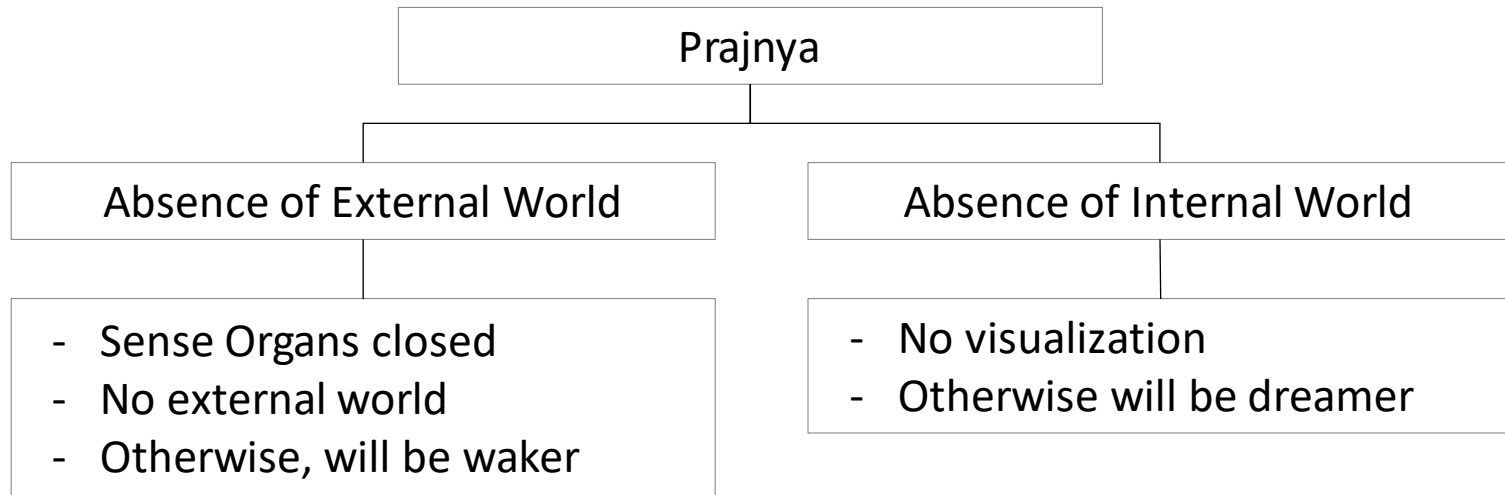 Prajnya
Absence of External World
Absence of Internal World
- Sense Organs closed
- No external world
- Otherwise, will be waker
- No visualization
- Otherwise will be dreamer